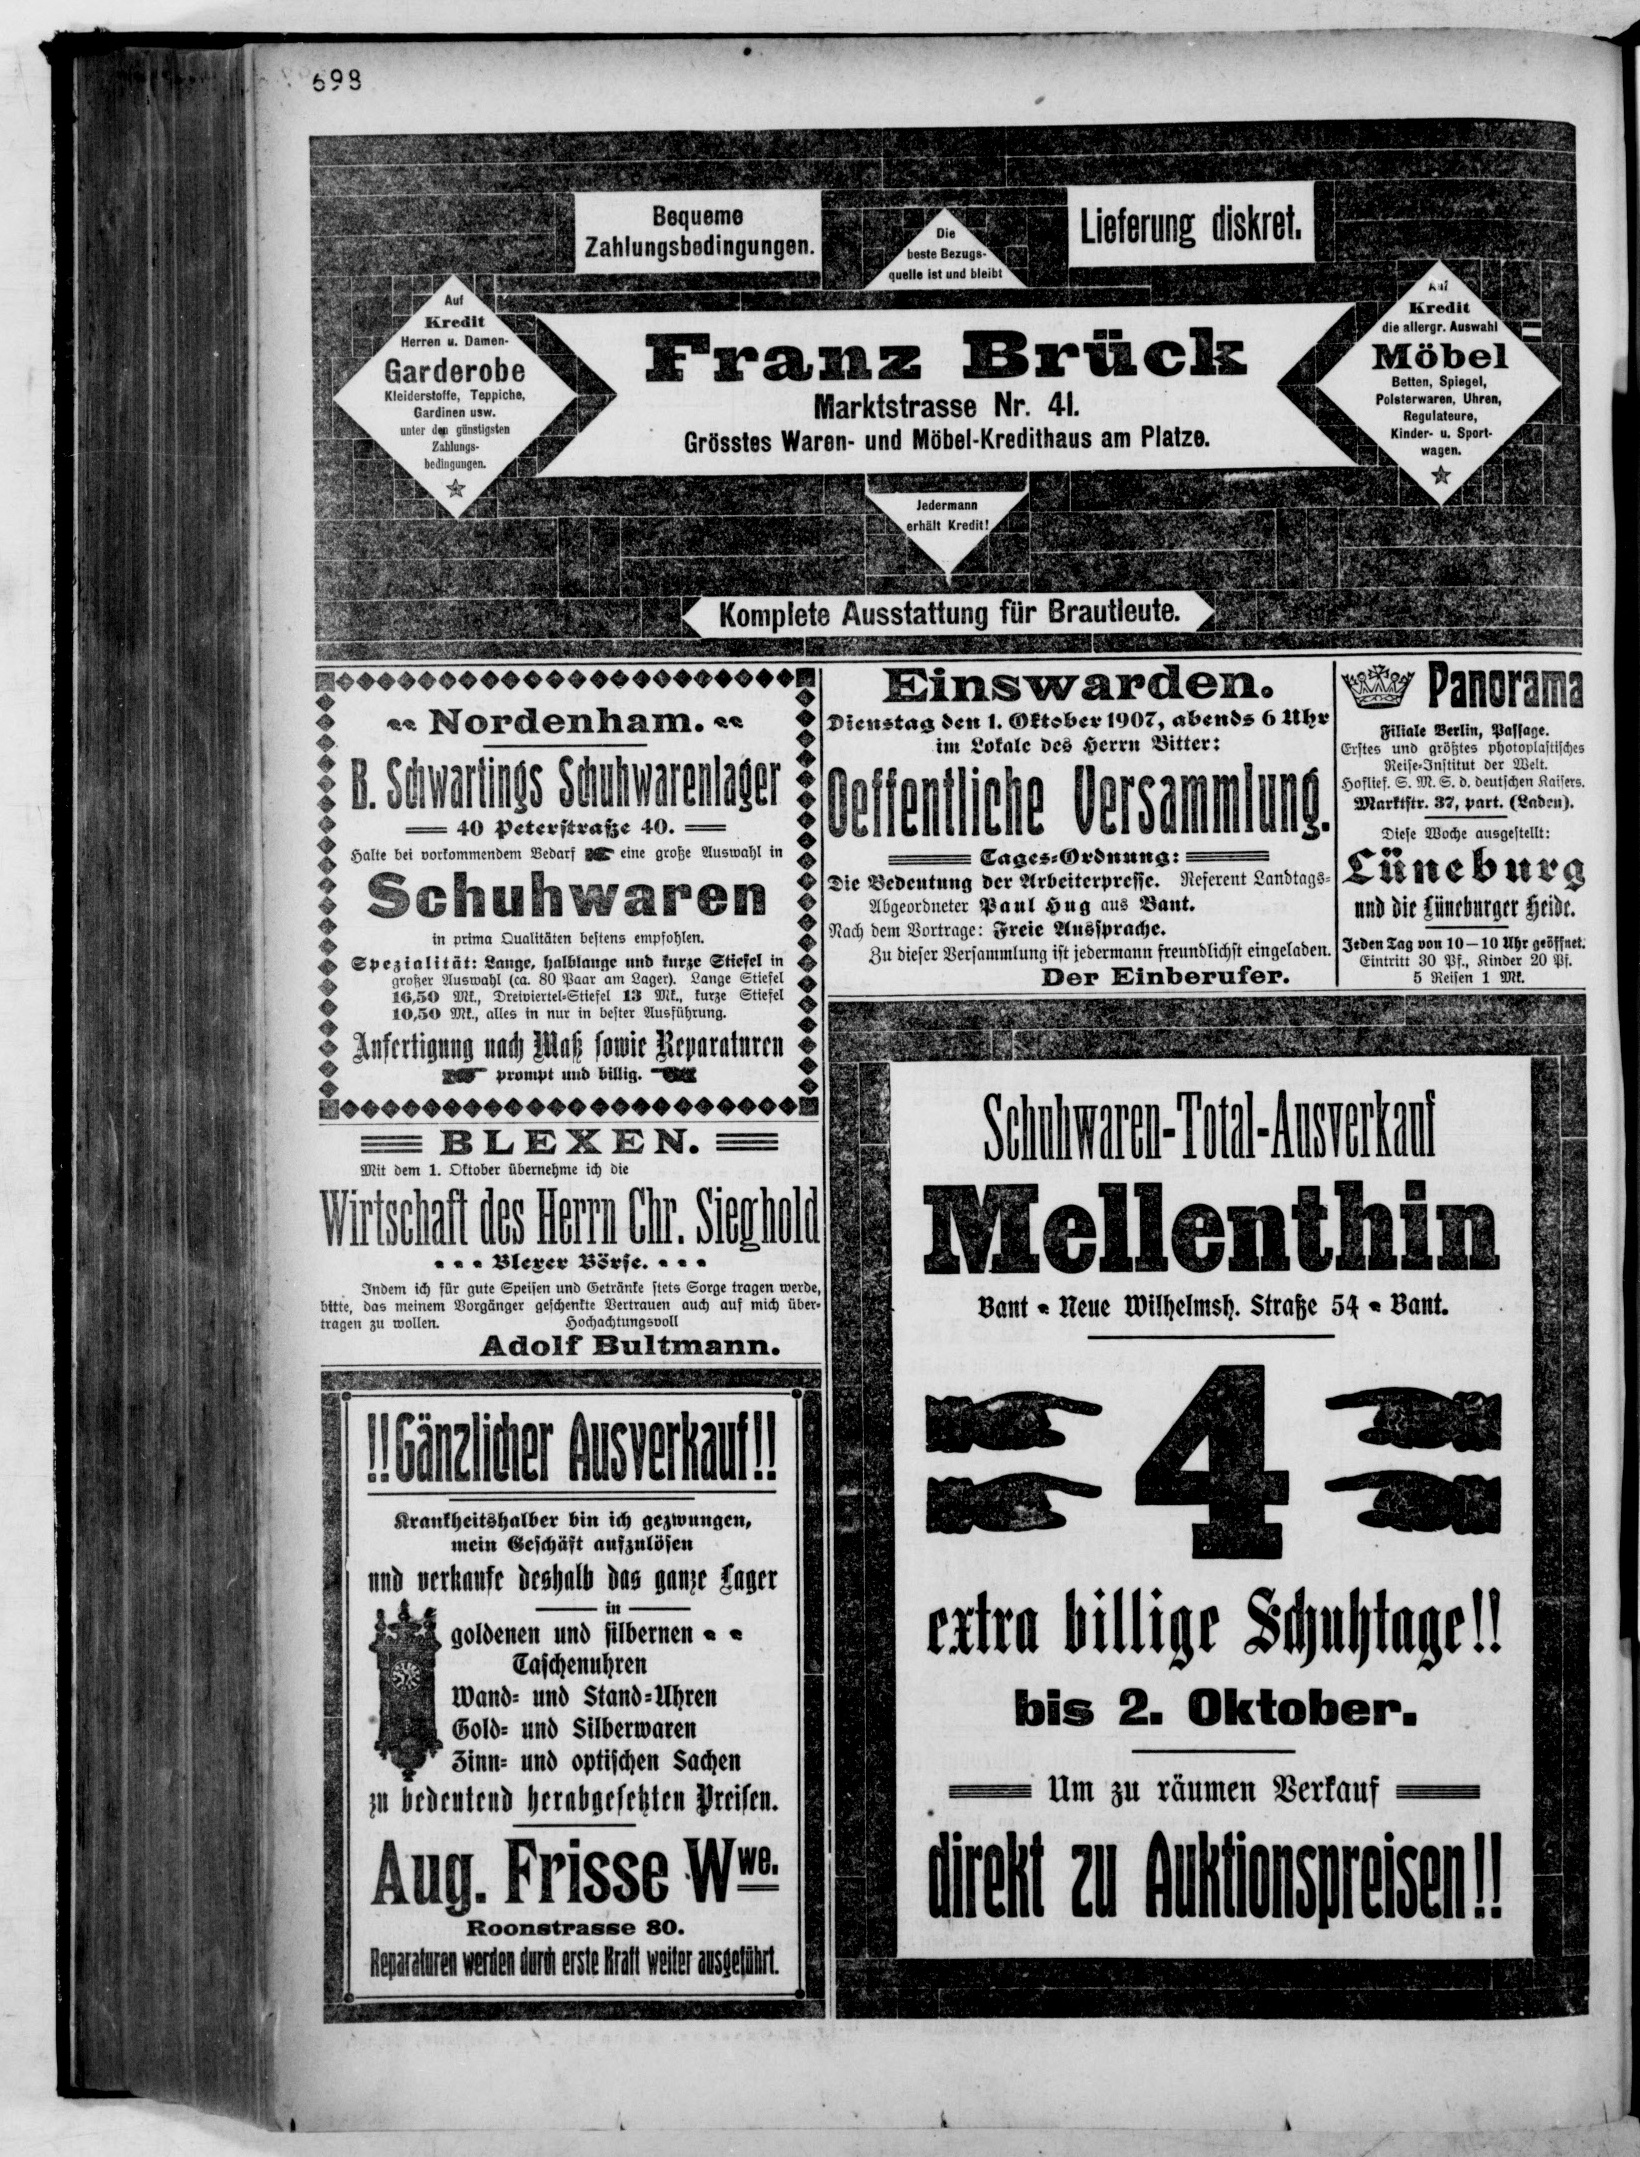 698
Bequeme
Zahlungsbedingungen.
Die
beste Bezugs-
quelle ist und bleibt
Lieferung diskret.
Auf
Kredit
Herren u. Damen-
Garderobe
Kleiderstoffe, Teppiche,
Gardinen usw.
unter den günstigsten
Zahlungs-
bedingungen.
Franz Brück
Marktstrasse Nr. 41.
Grösstes Waren- und Möbel-Kredithaus am Platze.
Auf
Kredit
die allergr. Auswahl
Möbel
Betten, Spiegel,
Polsterwaren, Uhren,
Regulateure,
Kinder- u. Sport-
wagen.
Jedermann
erhält Kredit!
Komplete Ausstattung für Brautleute.
Nordenham.
B. Schwartings Schuhwarenlager
40 Peterstraße 40.
Halte bei vorkommendem Bedarf eine große Auswahl in
Schuhwaren
in prima Qualitäten bestens empfohlen.
Spezialität: Lange, halblange und kurze Stiefel in
großer Auswahl (ca. 80 Paar am Lager). Lange Stiefel
16,50 Mk., Dreiviertel-Stiefel 13 Mk., kurze Stiefel
10,50 Mk., alles in nur in bester Ausführung.
Anfertigung nach Maß sowie Reparaturen
prompt und billig.
BLEXEN.
Mit dem 1. Oktober übernehme ich die
Wirtschaft des Herrn Chr. Sieghold
Blexer Börse.
Indem ich für gute Speisen und Getränke stets Sorge tragen werde,
bitte, das meinem Vorgänger geschenkte Vertrauen auch auf mich über-
tragen zu wollen. Hochachtungsvoll
Adolf Bultmann.
!!Gänzlicher Ausverkauf!!
Krankheitshalber bin ich gezwungen,
mein Geschäft aufzulösen
und verkaufe deshalb das ganze Lager
in
goldenen und silbernen
Taschenuhren
Wand- und Stand-Uhren
Gold- und Silberwaren
Zinn- und optischen Sachen
zu bedeutend herabgesetzten Preisen.
Aug. Frisse Wwe.
Roonstrasse 80.
Reparaturen werden durch erste Kraft weiter ausgeführt.
Einswarden.
Dienstag den 1. Oktober 1907, abends 6 Uhr
im Lokale des Herrn Bitter:
Oeffentliche Versammlung.
Tages-Ordnung:
Die Bedeutung der Arbeiterpresse. Referent Landtags-
Abgeordneter Paul Hug aus Bant.
Nach dem Vortrage: Freie Aussprache.
Zu dieser Versammlung ist jedermann freundlichst eingeladen.
Der Einberufer.
Panorama
Filiale Berlin, Passage.
Erstes und größtes photoplastisches
Reise-Institut der Welt.
Hoflief. S. M. S. d. deutschen Kaisers.
Marktstr. 37, part. (Laden).
Diese Woche ausgestellt:
Lüneburg
und die Lüneburger Heide.
Jeden Tag von 10—10 Uhr geöffnet.
Eintritt 30 Pf., Kinder 20 Pf.
5 Reisen 1 Mk.
Schuhwaren-Total-Ausverkauf
Mellenthin
Bant • Neue Wilhelmsh. Straße 54 • Bant.
4
extra billige Schuhtage!!
bis 2. Oktober.
Um zu räumen Verkauf
direkt zu Auktionspreisen!!